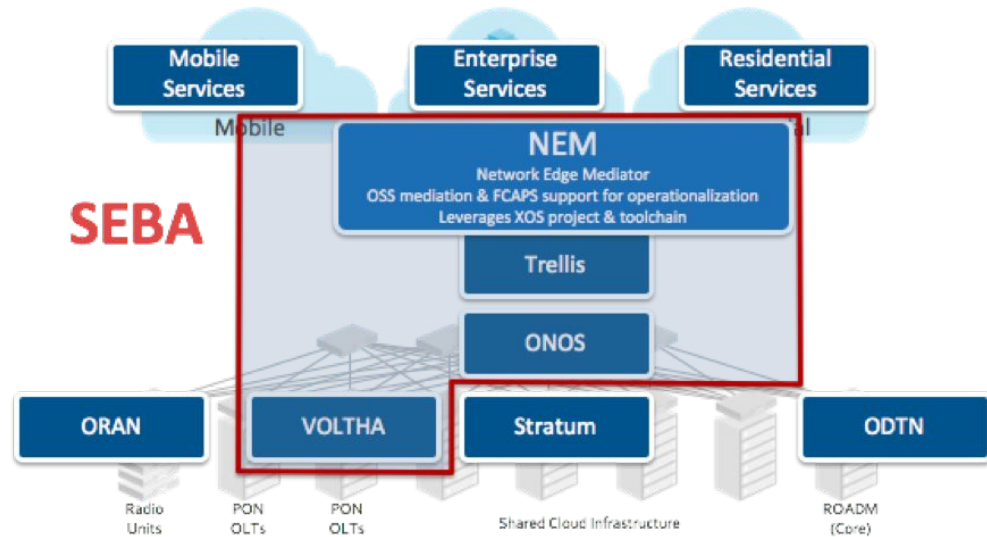 Mobile
Services
Enterprise
Services
Residential
Services
Mobile
al
NEM
Network Edge Mediator
OSS mediation & FCAPS support for operationalization
Leverages XOS project & toolchain
SEBA
Trellis
ONOS
ORAN
VOLTHA
Stratum
ODTN
Radio
Units
PON
OLTs
PON
OLTs
Shared Cloud Infrastructure
ROADM
(Core)